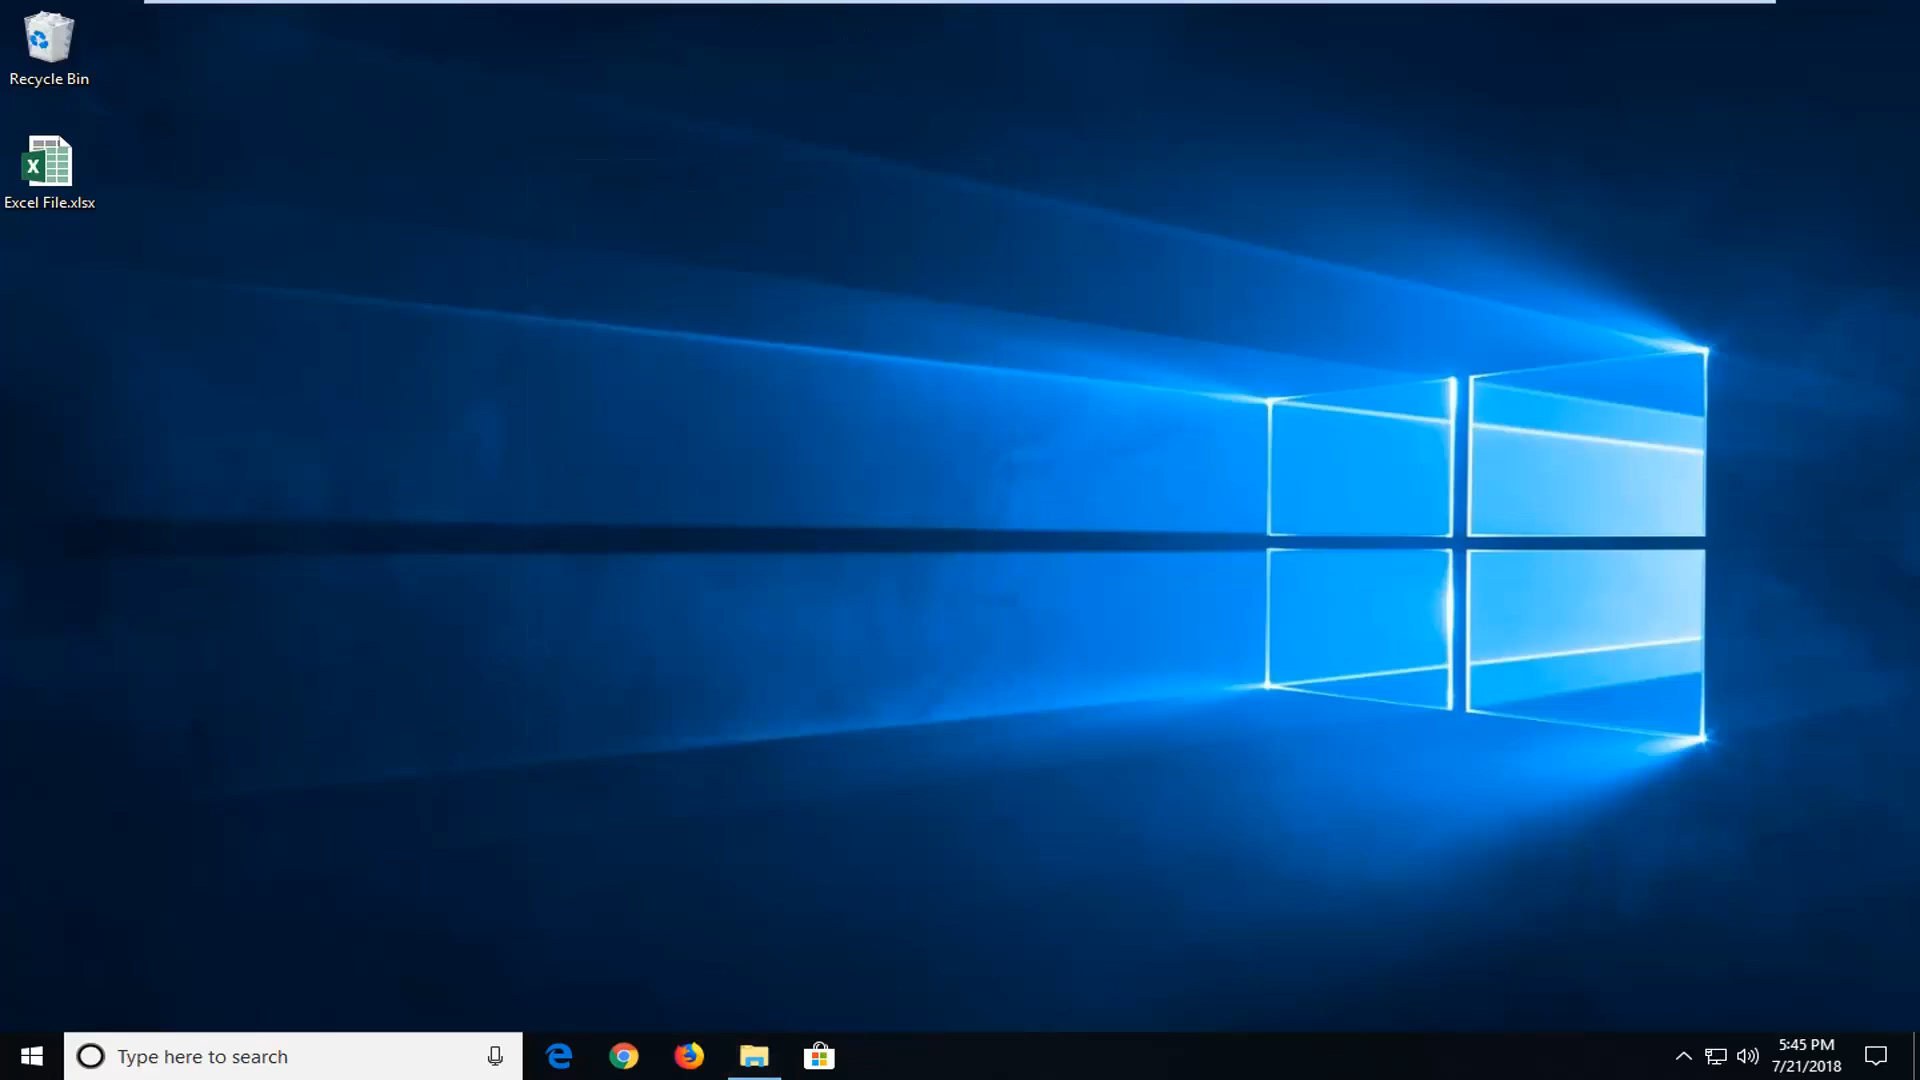 Recycle Bin
X
Excel File.xlsx
Type here to search
5:45 PM
7/21/2018